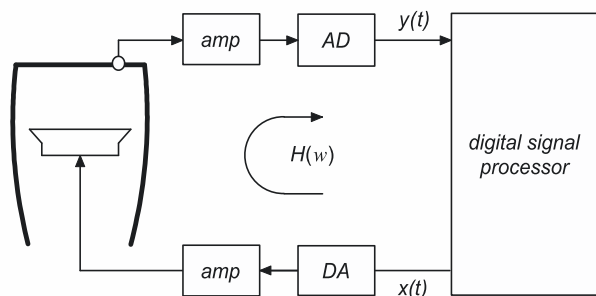 amp
AD
y(t)
H(w)
digital signal
processor
amp
DA
x(t)